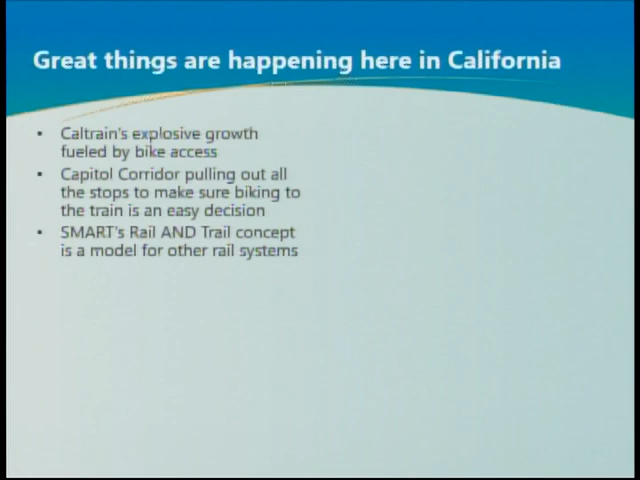 Great things are happening here in California
• Caltrain's explosive growth
fueled by bike access
• Capitol Corridor pulling out all
the stops to make sure biking to
the train is an easy decision
• SMART's Rail AND Trail concept
is a model for other rail systems